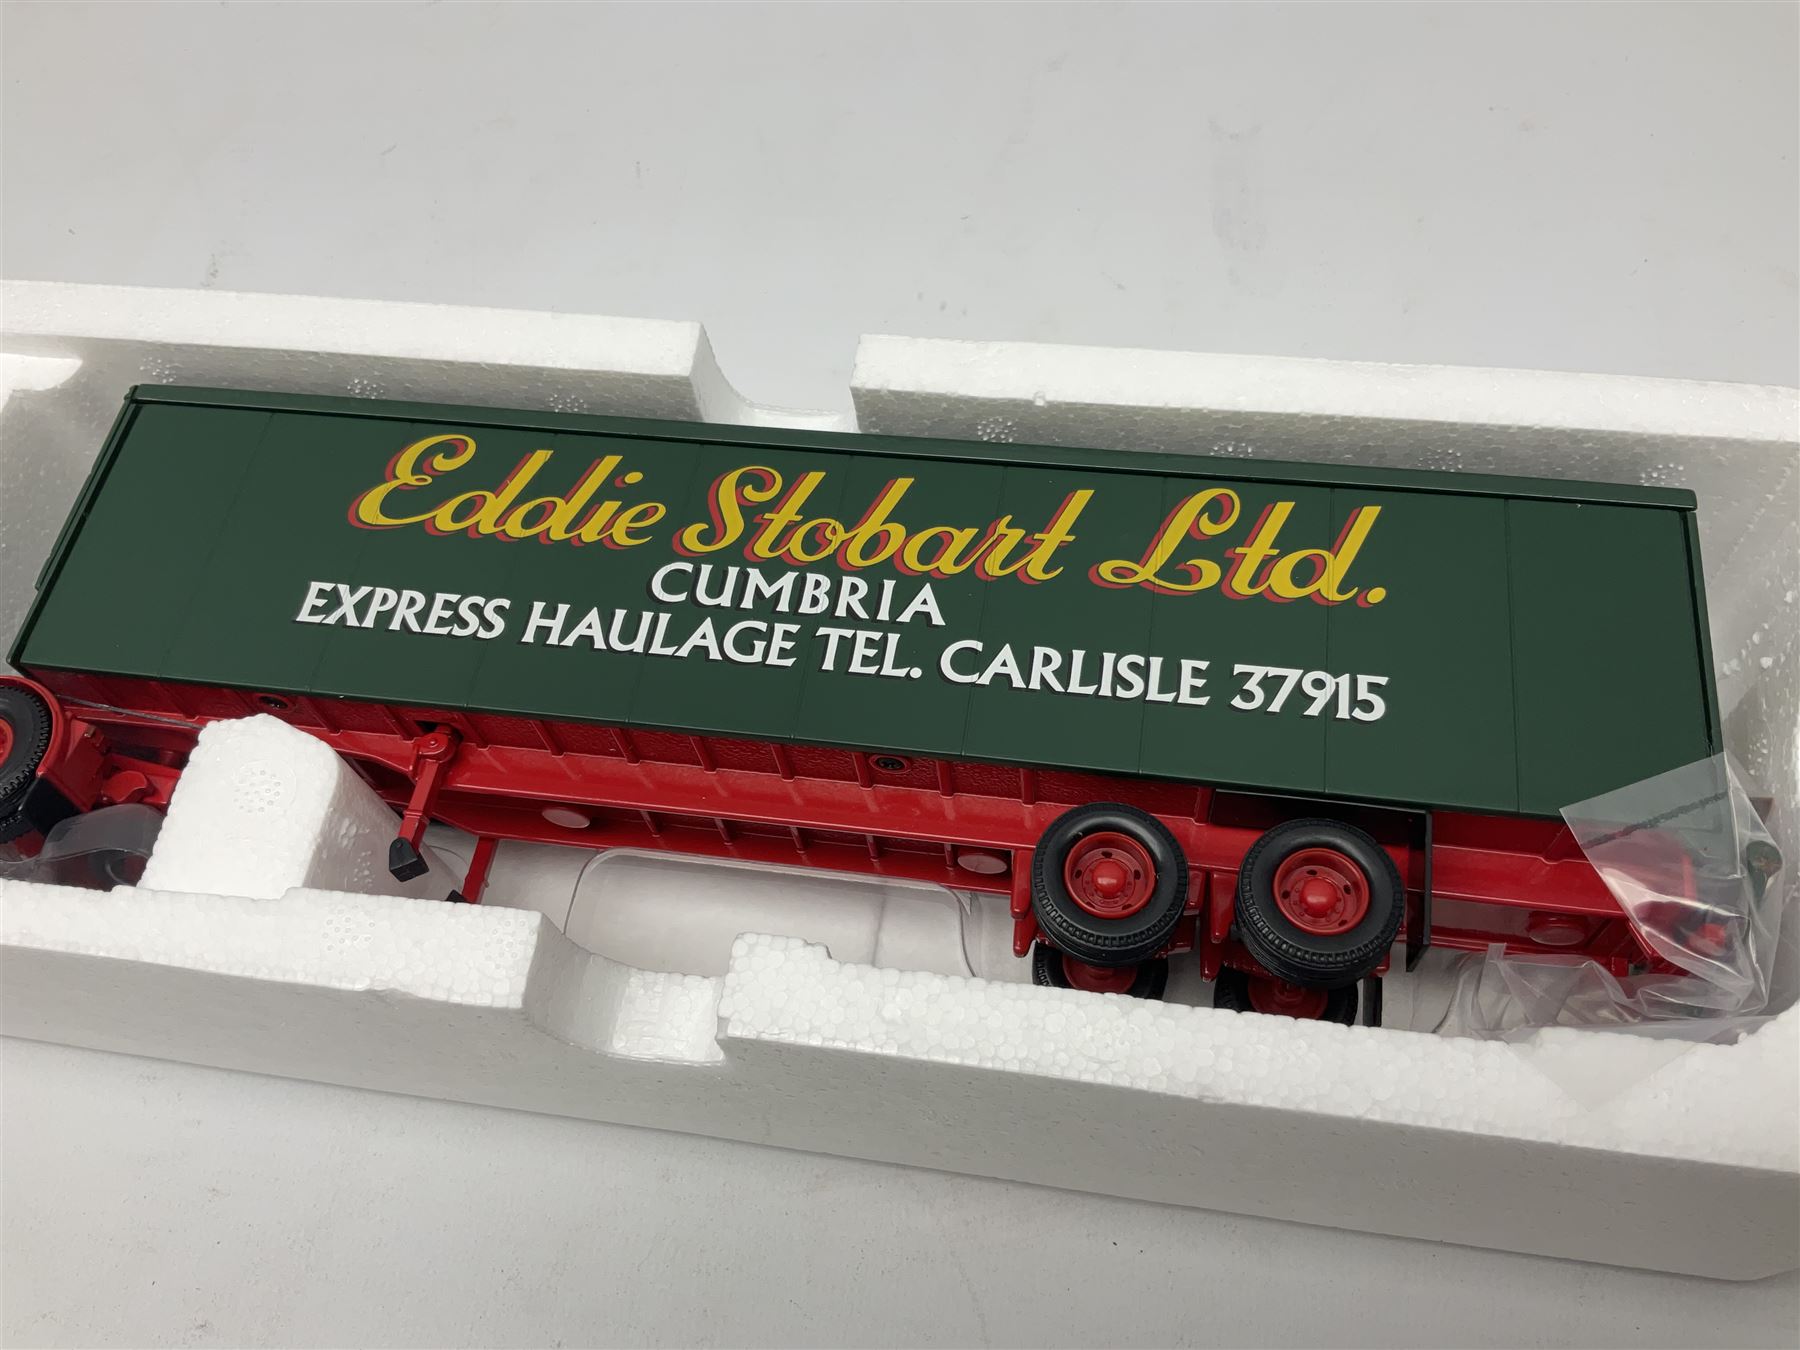 Eddie Stobart Ltd.
CUMBRIA
EXPRESS HAULAGE TEL. CARLISLE 37915